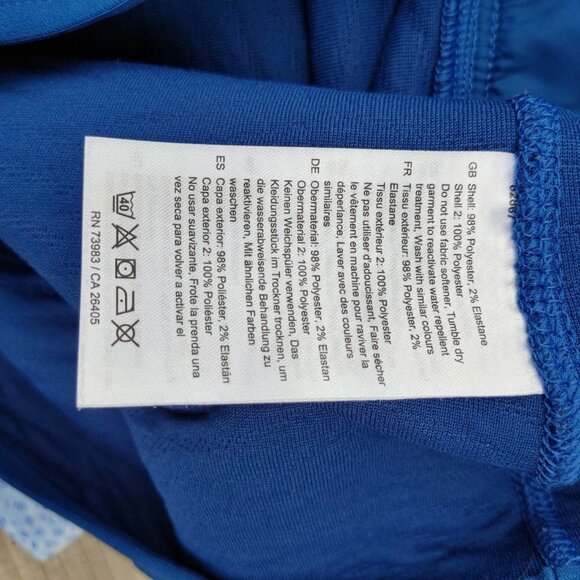 GB Shell: 98% Polyester, 2% Elastane
Shell 2: 100% Polyester
Do not use fabric softener, Tumble dry
garment to reactivate water repellent
treatment, Wash with similar colours
FR Tissu extérieur: 98% Polyester, 2%
Elastane
Tissu extérieur 2: 100% Polyester
Ne pas utiliser d'adoucissant, Faire sécher
le vêtement en machine pour raviver la
déperlance, Laver avec des couleurs
similaires
DE Obermaterial: 98% Polyester, 2% Elastan
Obermaterial 2: 100% Polyester
Keinen Weichspüler verwenden, Das
Kleidungsstück im Trockner trocknen, um
die wasserabweisende Behandlung zu
reaktivieren, Mit ähnlichen Farben
waschen
ES Capa exterior: 98% Poliéster, 2% Elastán
Capa exterior 2: 100% Poliéster
No usar suavizante, Frote la prenda una
vez seca para volver a activar el
40
RN 73983 / CA 26405